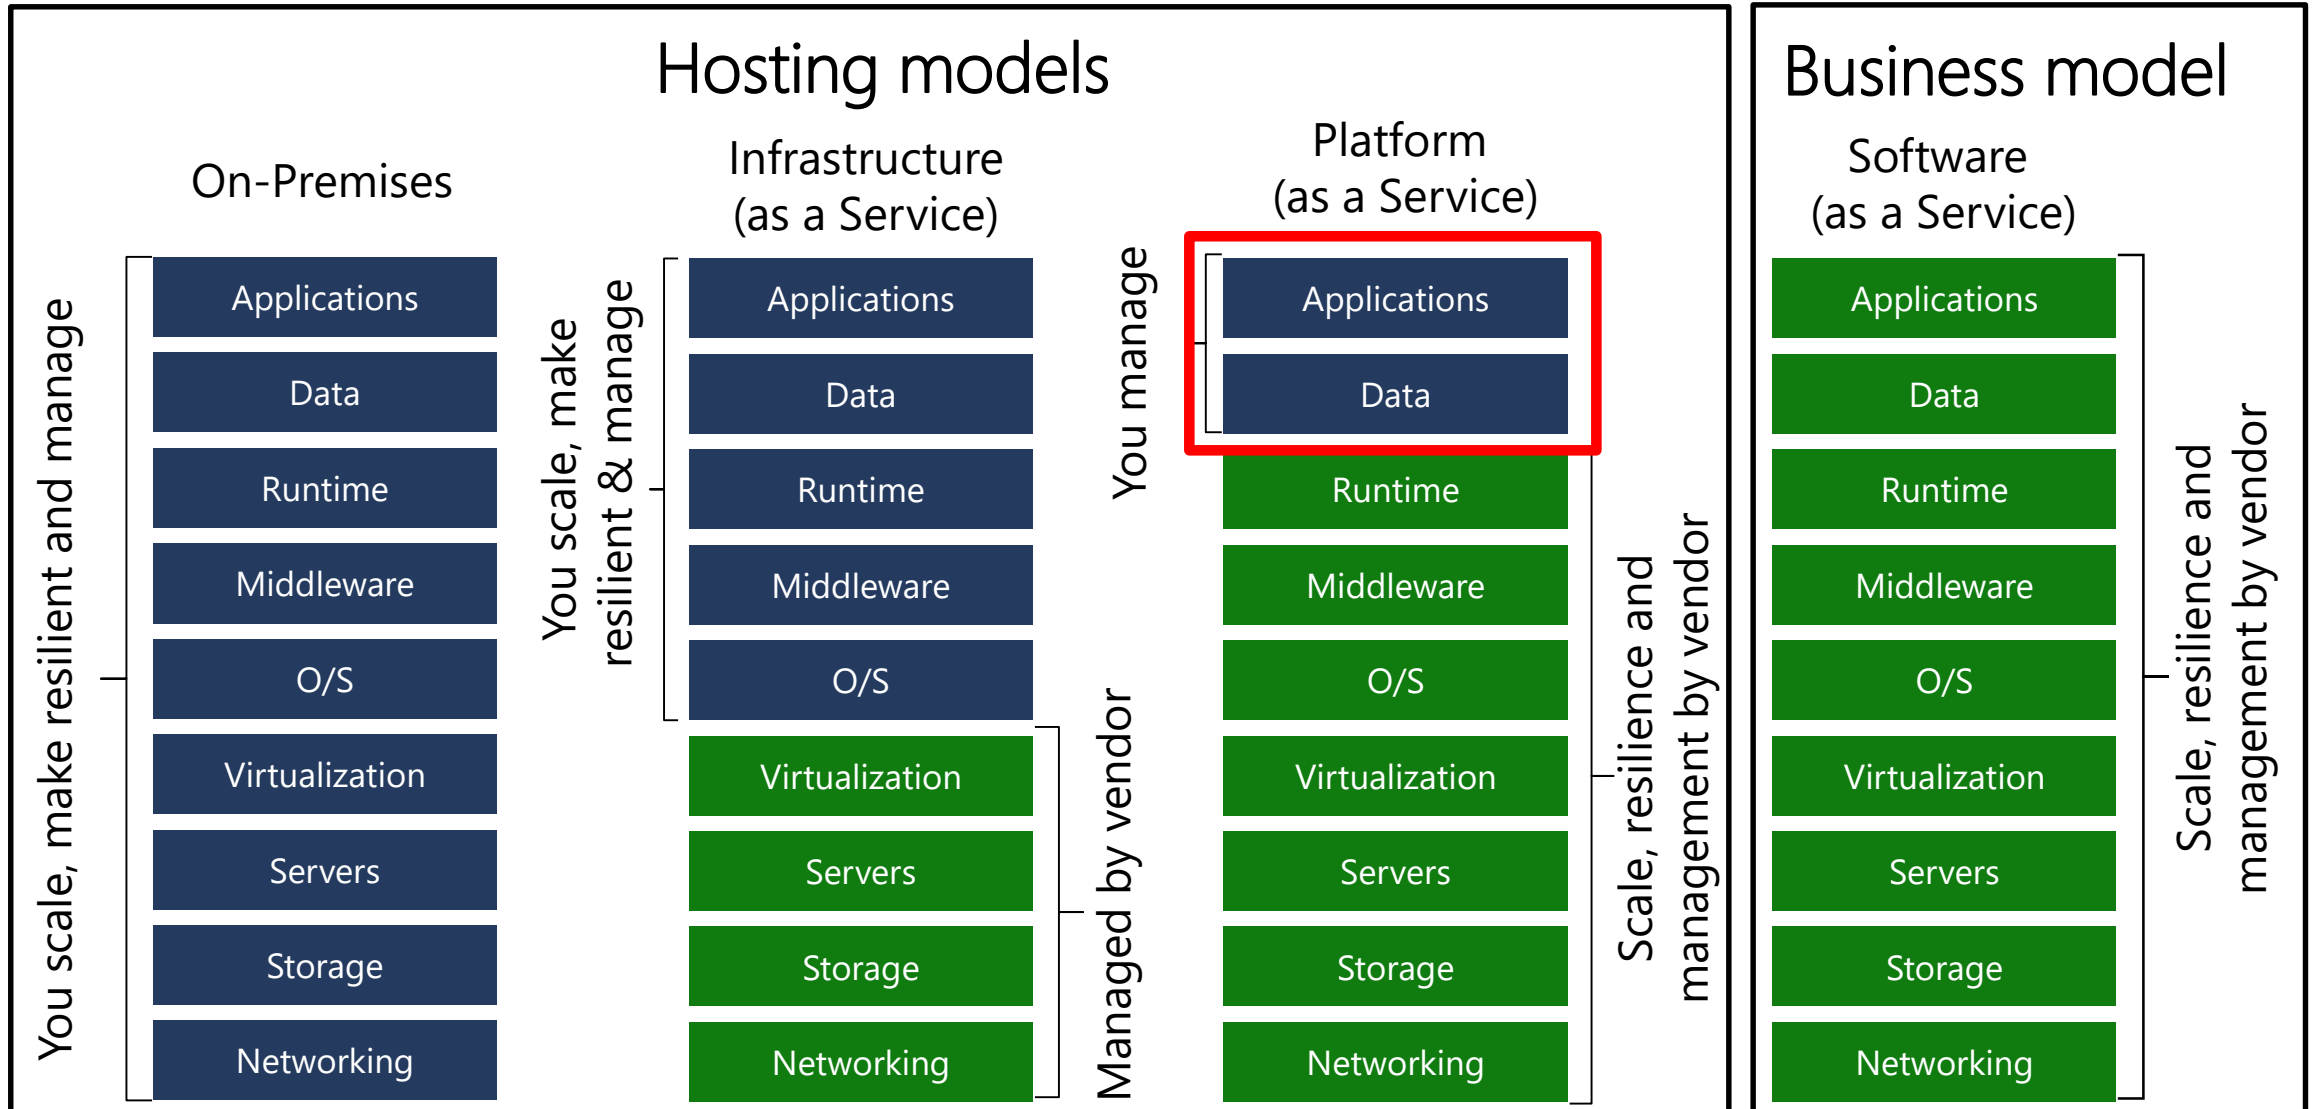 Hosting models
On-Premises
You scale, make resilient and manage
Applications
Data
Runtime
Middleware
O/S
Virtualization
Servers
Storage
Networking
Infrastructure
(as a Service)
You scale, make
resilient & manage
Applications
Data
Runtime
Middleware
O/S
Virtualization
Servers
Storage
Networking
Managed by vendor
Platform
(as a Service)
You manage
Applications
Data
Runtime
Middleware
O/S
Virtualization
Servers
Storage
Networking
Scale, resilience and
management by vendor
Business model
Software
(as a Service)
Applications
Data
Runtime
Middleware
O/S
Virtualization
Servers
Storage
Networking
Scale, resilience and
management by vendor